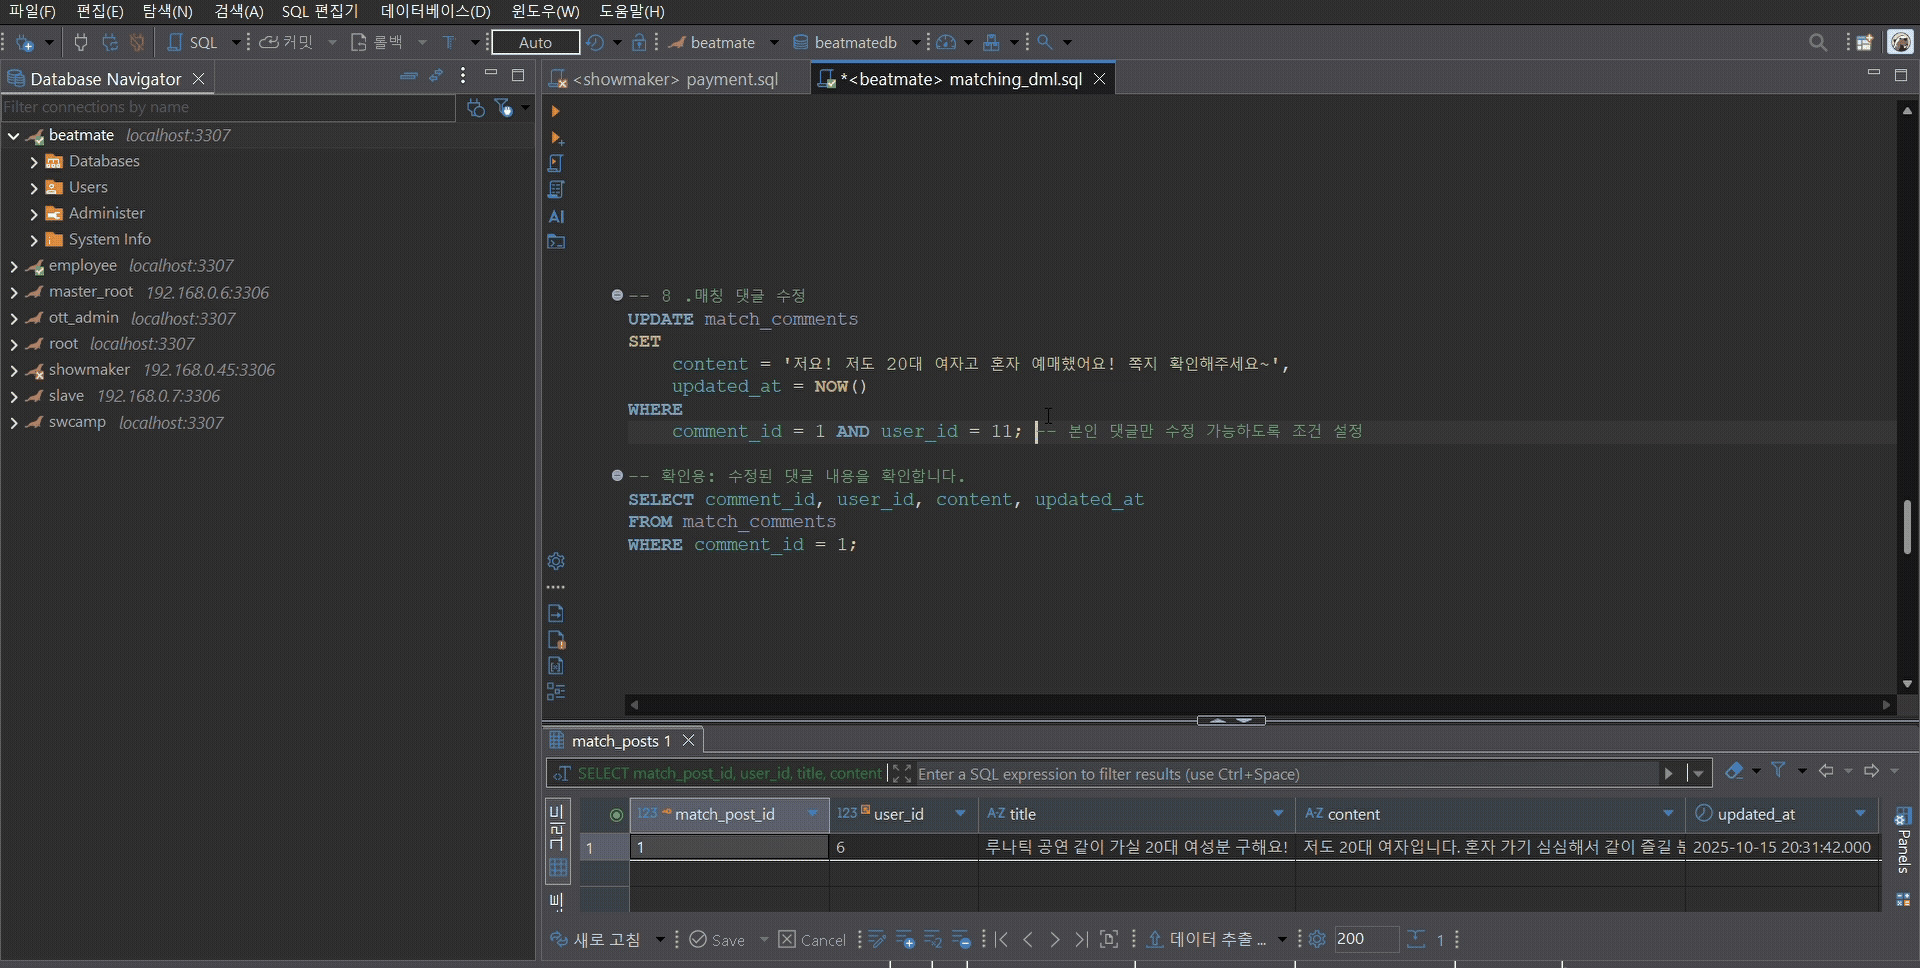 파일(F) 편집(E) 탐색(N) 검색(A) SQL 편집기 데이터베이스(D) 윈도우(W) 도움말(H)
SQL 커밋 롤백 T Auto beatmate beatmatedb
Database Navigator
<showmaker> payment.sql
*<beatmate> matching_dml.sql
Filter connections by name
beatmate localhost:3307
Databases
Users
Administer
System Info
employee localhost:3307
master_root 192.168.0.6:3306
ott_admin localhost:3307
root localhost:3307
showmaker 192.168.0.45:3306
slave 192.168.0.7:3306
swcamp localhost:3307
AI
-- 8 .매칭 댓글 수정
UPDATE match_comments
SET
content = '저요! 저도 20대 여자고 혼자 예매했어요! 쪽지 확인해주세요~',
updated_at = NOW()
WHERE
comment_id = 1 AND user_id = 11; -- 본인 댓글만 수정 가능하도록 조건 설정
-- 확인용: 수정된 댓글 내용을 확인합니다.
SELECT comment_id, user_id, content, updated_at
FROM match_comments
WHERE comment_id = 1;
match_posts 1
SELECT match_post_id, user_id, title, content
Enter a SQL expression to filter results (use Ctrl+Space)
그리드
123 match_post_id 123 user_id A-Z title A-Z content updated_at
1 1 6 루나틱 공연 같이 가실 20대 여성분 구해요! 저도 20대 여자입니다. 혼자 가기 심심해서 같이 즐길 2025-10-15 20:31:42.000
Panels
새로 고침 Save Cancel 데이터 추출 ... 200 1